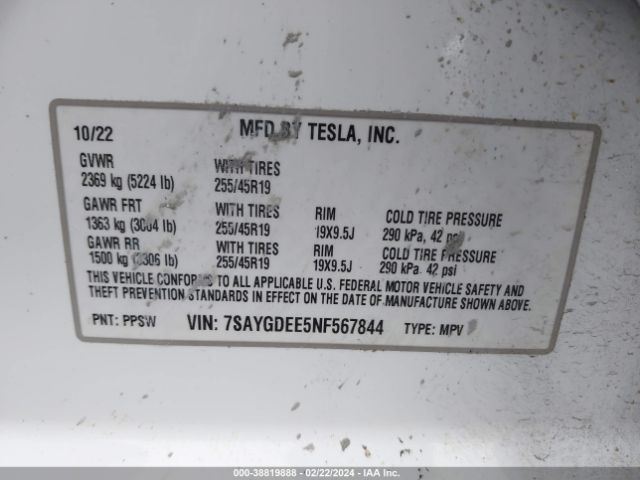 10/22 MFD BY TESLA, INC.
GVWR WITH TIRES
2369 kg (5224 lb) 255/45R19
GAWR FRT WITH TIRES RIM COLD TIRE PRESSURE
1363 kg (3004 lb) 255/45R19 19X9.5J 290 kPa, 42 psi
GAWR RR WITH TIRES RIM COLD TIRE PRESSURE
1500 kg (3306 lb) 255/45R19 19X9.5J 290 kPa, 42 psi
THIS VEHICLE CONFORMS TO ALL APPLICABLE U.S. FEDERAL MOTOR VEHICLE SAFETY AND
THEFT PREVENTION STANDARDS IN EFFECT ON THE DATE OF MANUFACTURE SHOWN ABOVE.
PNT: PPSW VIN: 7SAYGDEE5NF567844 TYPE: MPV
000-38819888 - 02/22/2024 - IAA Inc.